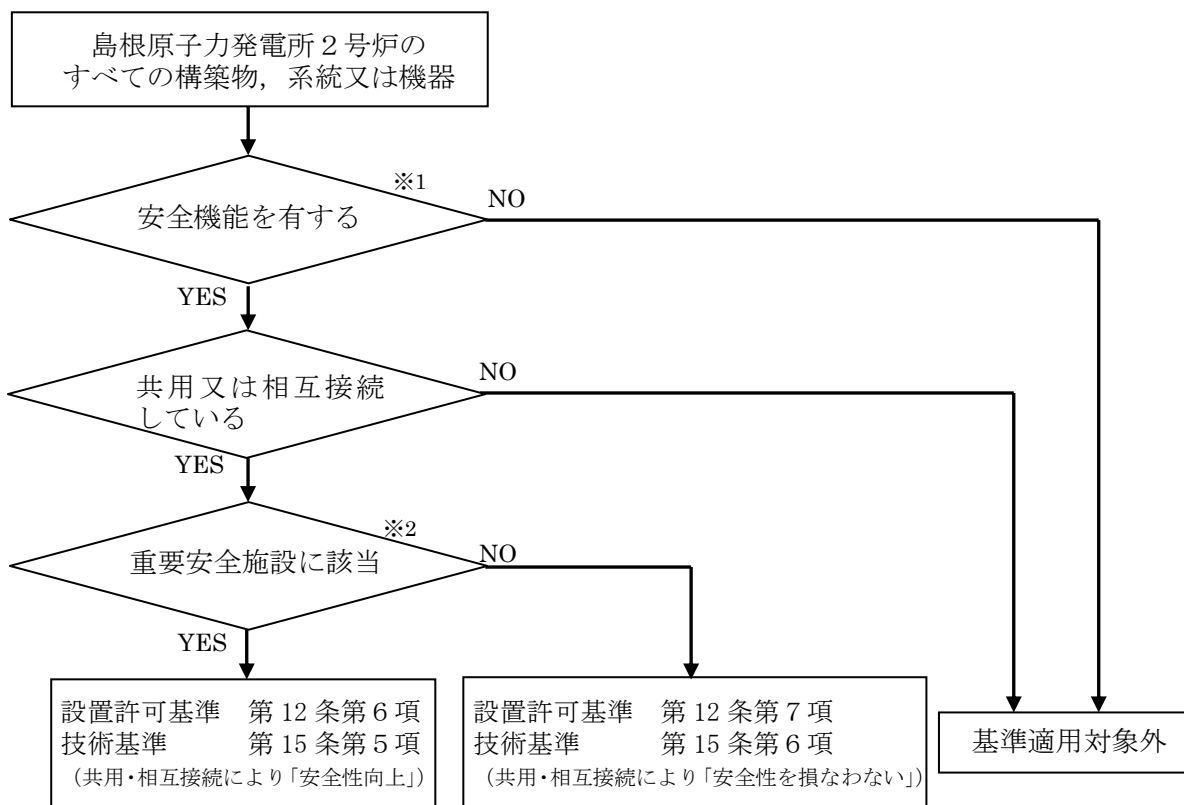 島根原子力発電所２号炉の
すべての構築物，系統又は機器
※1
安全機能を有する
NO
YES
共用又は相互接続
している
NO
YES
※2
重要安全施設に該当
NO
YES
設置許可基準　第 12 条第６項
技術基準　　　第 15 条第５項
（共用・相互接続により「安全性向上」）
設置許可基準　第 12 条第７項
技術基準　　　第 15 条第６項
（共用・相互接続により「安全性を損なわない」）
基準適用対象外